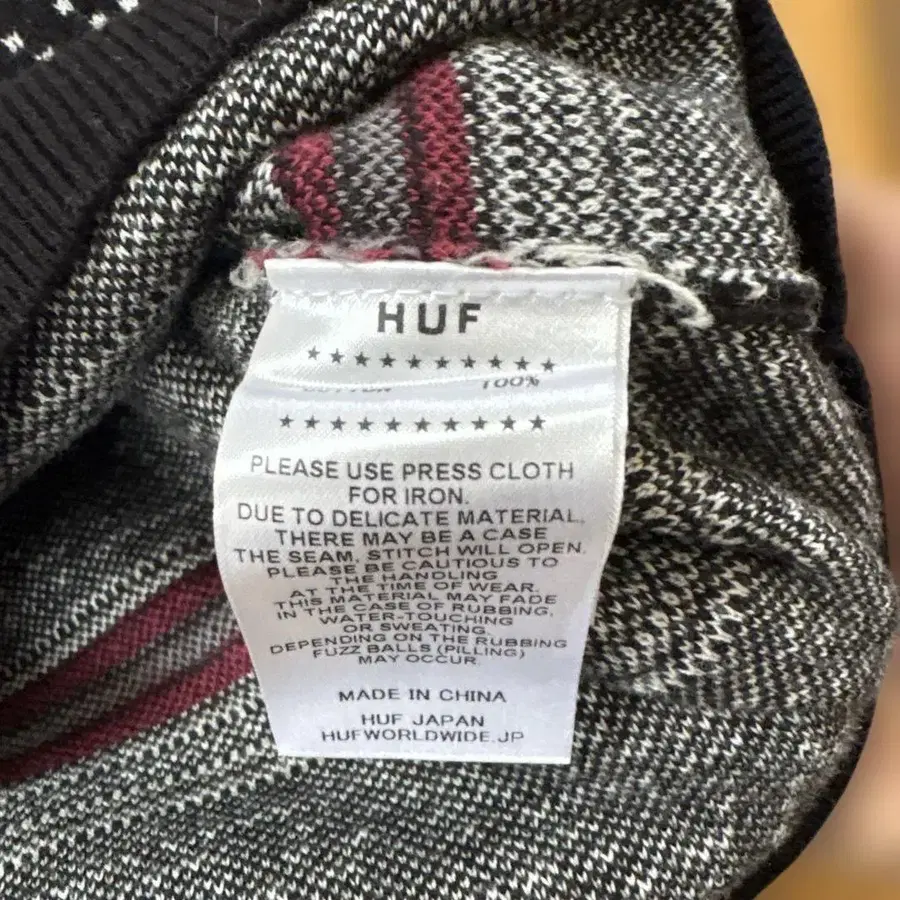 HUF
★★★★★★★★★★
COTTON 100%
★★★★★★★★★★
PLEASE USE PRESS CLOTH
FOR IRON.
DUE TO DELICATE MATERIAL,
THERE MAY BE A CASE
THE SEAM, STITCH WILL OPEN.
PLEASE BE CAUTIOUS TO
THE HANDLING
AT THE TIME OF WEAR.
THIS MATERIAL MAY FADE
IN THE CASE OF RUBBING,
WATER-TOUCHING
OR SWEATING.
DEPENDING ON THE RUBBING
FUZZ BALLS (PILLING)
MAY OCCUR.
MADE IN CHINA
HUF JAPAN
HUFWORLDWIDE.JP